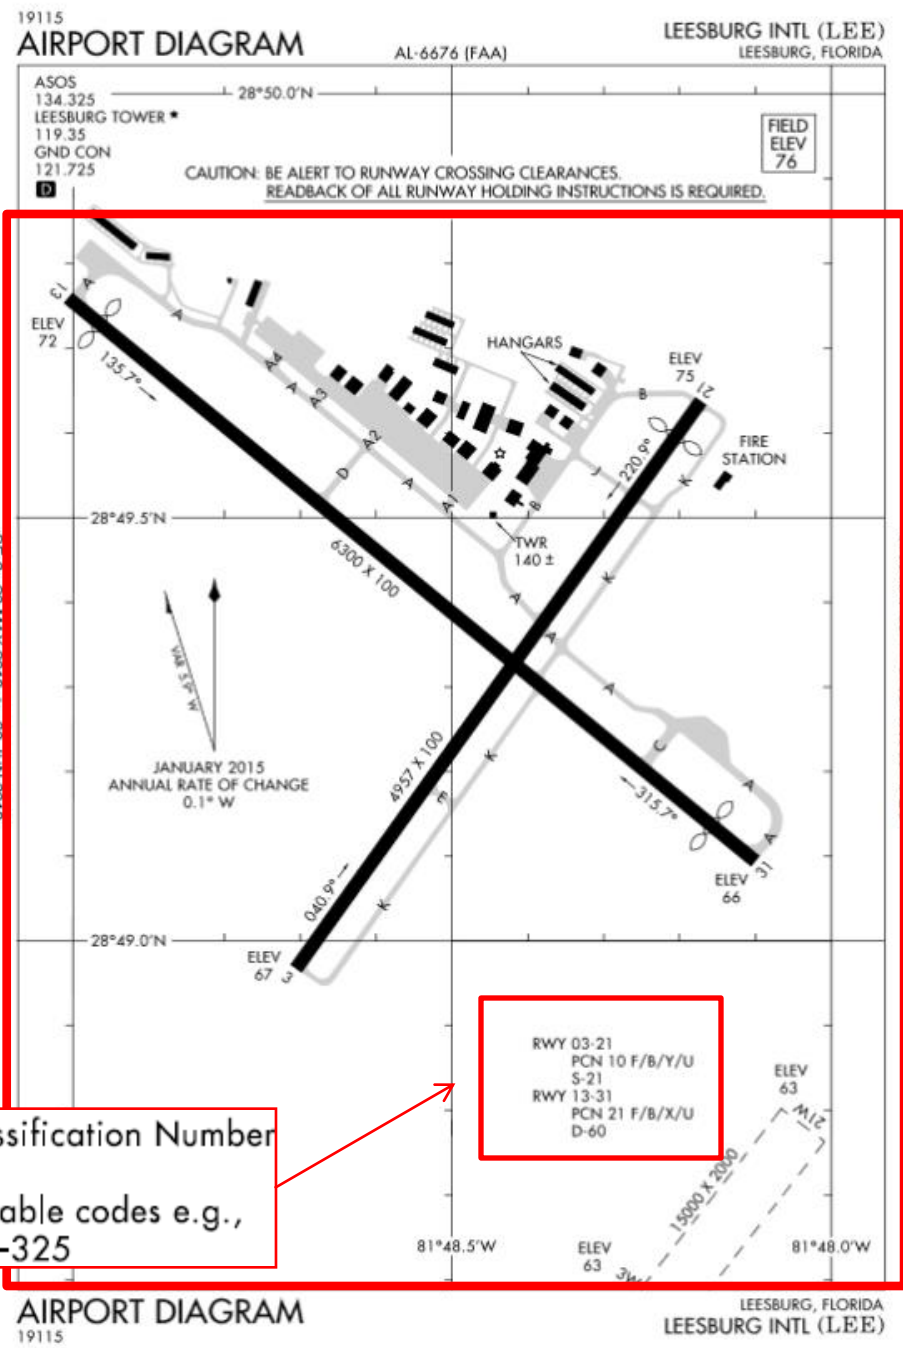 19115
AIRPORT DIAGRAM
AL-6676 (FAA)
LEESBURG INTL (LEE)
LEESBURG, FLORIDA
ASOS
134.325
LEESBURG TOWER ★
119.35
GND CON
121.725
D
28°50.0'N
FIELD
ELEV
76
CAUTION: BE ALERT TO RUNWAY CROSSING CLEARANCES.
READBACK OF ALL RUNWAY HOLDING INSTRUCTIONS IS REQUIRED.
13
A
ELEV
72
135.7°
A
A4
A
A3
A2
D
A
A1
HANGARS
ELEV
75
21
B
220.9°
J
K
FIRE
STATION
B
28°49.5'N
TWR
140 ±
6300 X 100
K
A
A
A
VAR 5.9° W
JANUARY 2015
ANNUAL RATE OF CHANGE
0.1° W
4957 X 100
K
E
C
A
315.7°
A
31
ELEV
66
040.9°
K
28°49.0'N
ELEV
67
3
RWY 03-21
PCN 10 F/B/Y/U
S-21
RWY 13-31
PCN 21 F/B/X/U
D-60
ELEV
63
21W
15000 X 2000
ssification Number
able codes e.g.,
-325
81°48.5'W
ELEV
63
3W
81°48.0'W
AIRPORT DIAGRAM
19115
LEESBURG, FLORIDA
LEESBURG INTL (LEE)